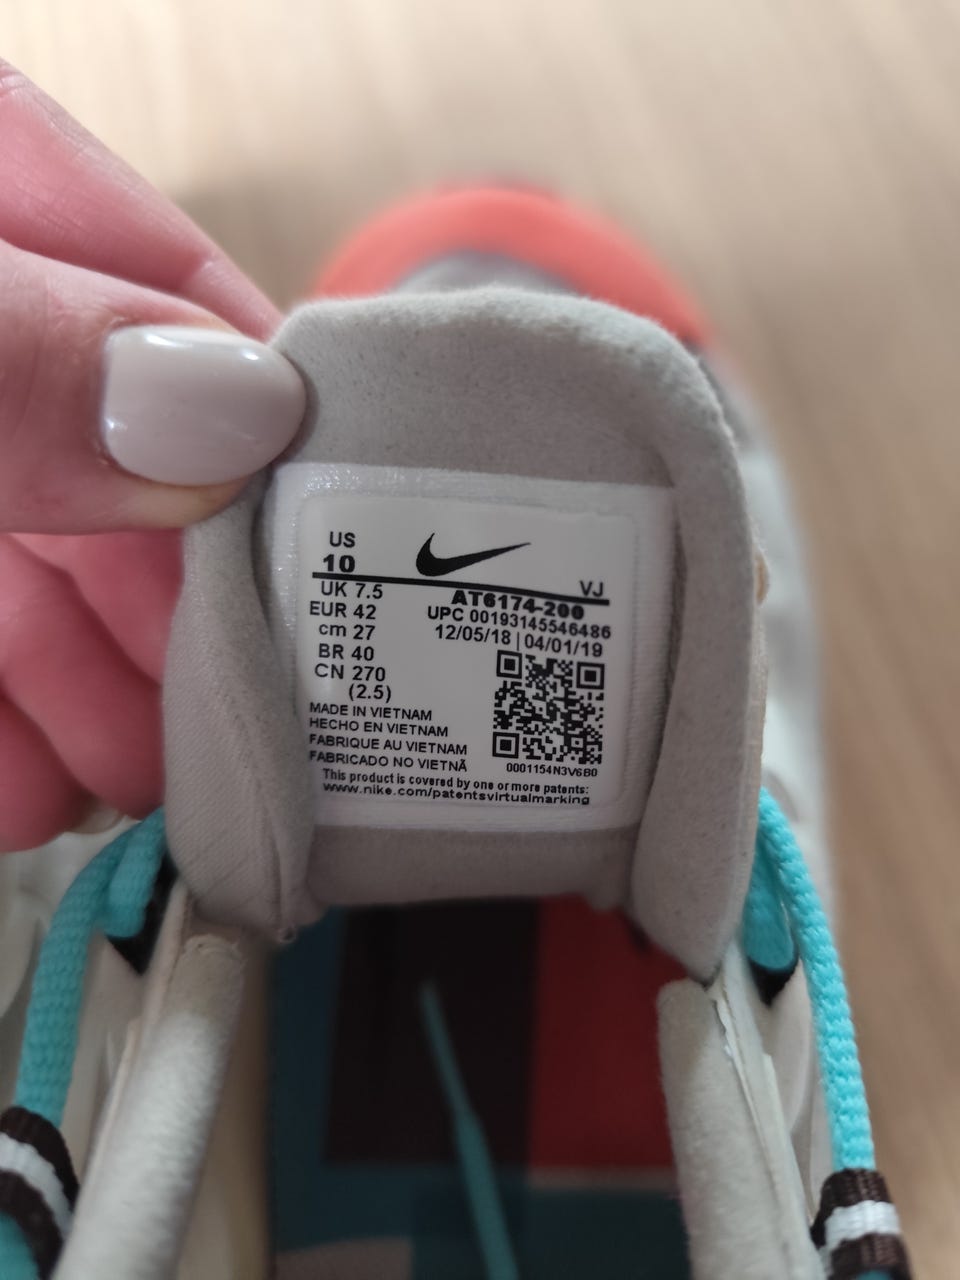 US
10
VJ
UK 7.5
AT6174-200
EUR 42
UPC 00193145546486
cm 27
12/05/18 | 04/01/19
BR 40
CN 270
(2.5)
MADE IN VIETNAM
HECHO EN VIETNAM
FABRIQUE AU VIETNAM
FABRICADO NO VIETNÃ
0001154N3V6B0
This product is covered by one or more patents:
www.nike.com/patentsvirtualmarking